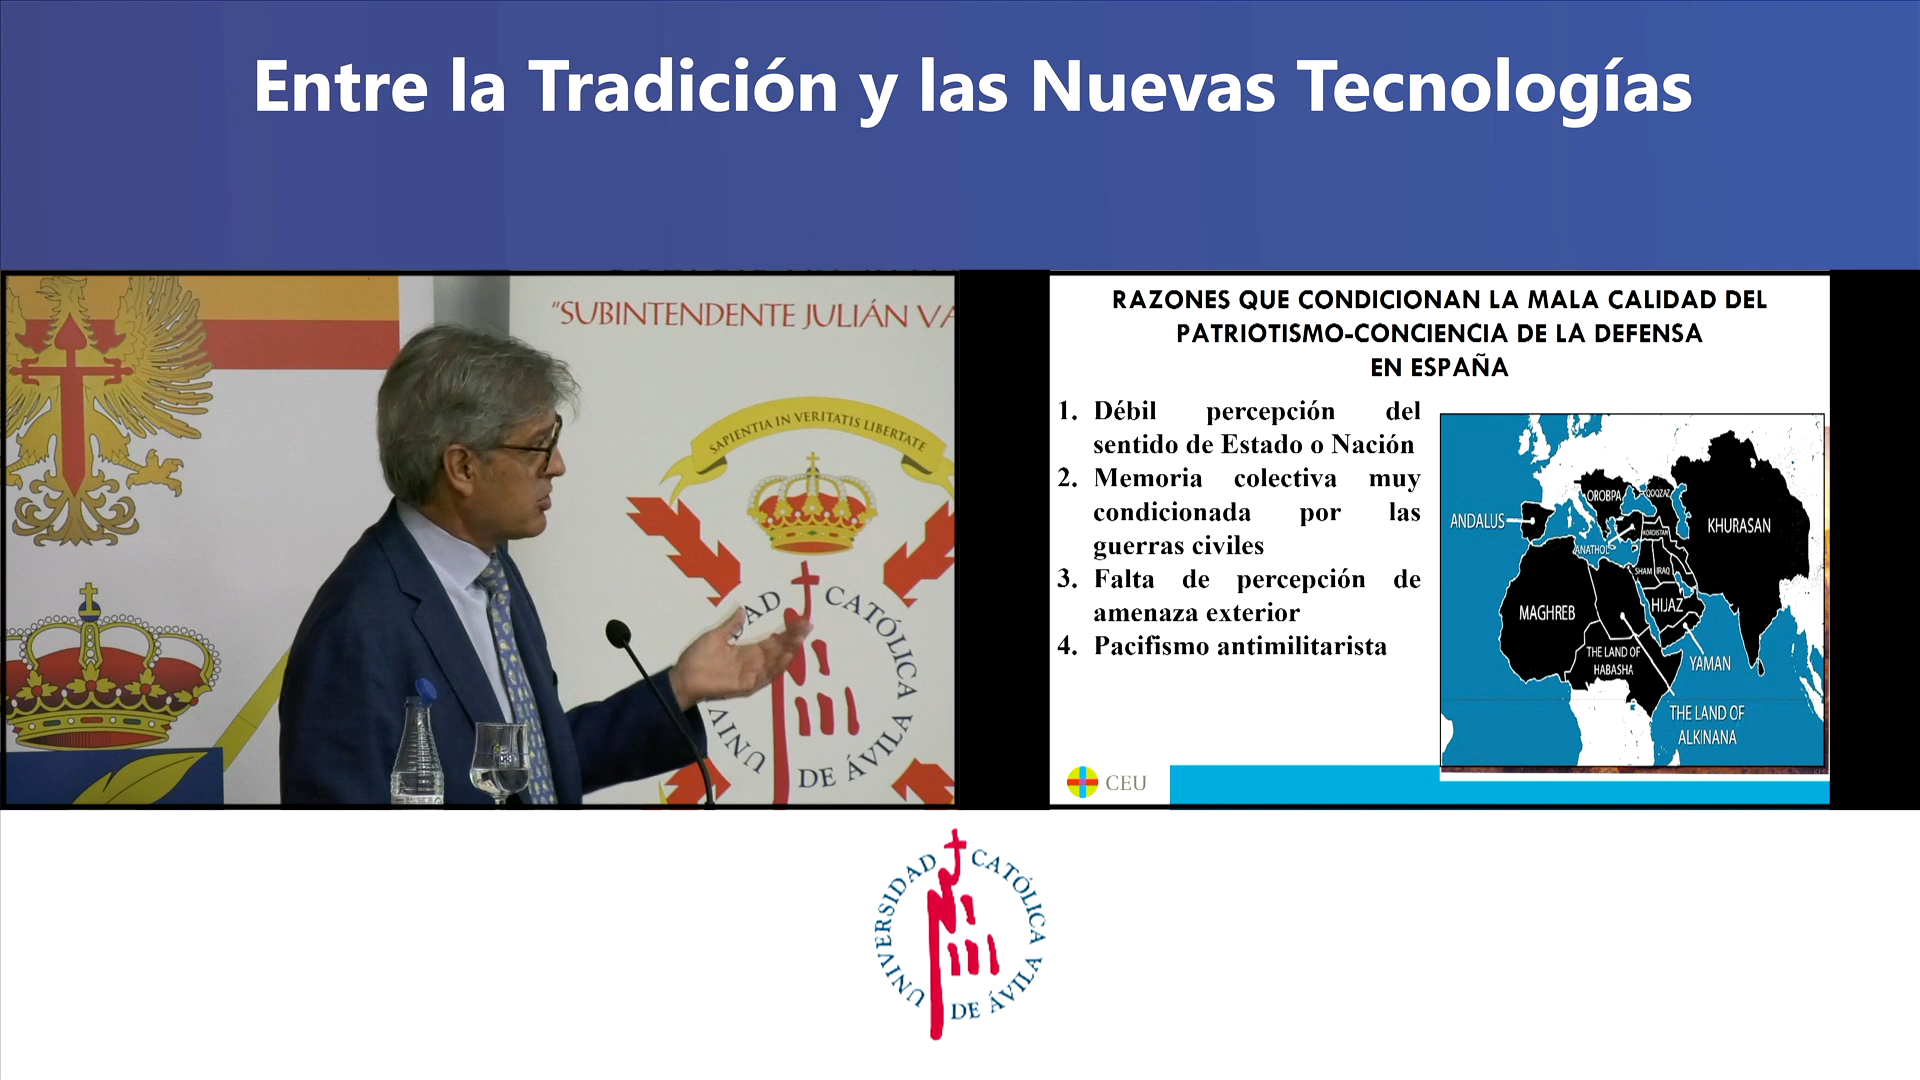 Entre la Tradición y las Nuevas Tecnologías
"SUBINTENDENTE JULIÁN VA
SAPIENTIA IN VERITATIS LIBERTATE
UNIV
AD CATÓLICA
DE ÁVILA
RAZONES QUE CONDICIONAN LA MALA CALIDAD DEL
PATRIOTISMO-CONCIENCIA DE LA DEFENSA
EN ESPAÑA
1. Débil percepción del
sentido de Estado o Nación
2. Memoria colectiva muy
condicionada por las
guerras civiles
3. Falta de percepción de
amenaza exterior
4. Pacifismo antimilitarista
OROBPA
QOQZAZ
ANDALUS
KHURASAN
KORDISTAN
ANATHOL
SHAM
IRAQ
MAGHREB
HIJAZ
THE LAND OF
HABASHA
YAMAN
THE LAND OF
ALKINANA
CEU
UNIVERSIDAD CATÓLICA
DE ÁVILA